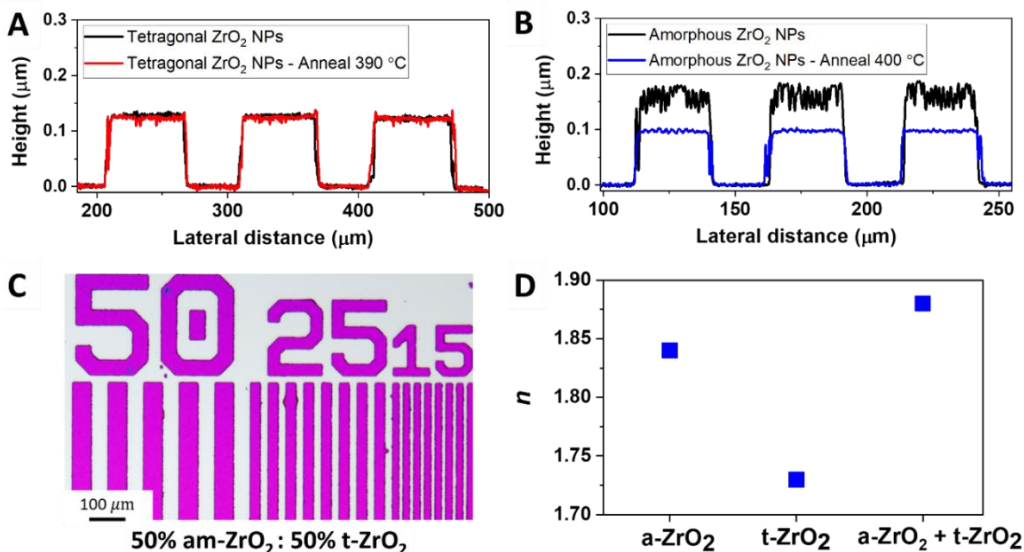 A
0.3
0.2
0.1
0.0
Height (μm)
Tetragonal ZrO₂ NPs
Tetragonal ZrO₂ NPs - Anneal 390 °C
200
300
400
500
Lateral distance (μm)
B
0.3
0.2
0.1
0.0
Height (μm)
Amorphous ZrO₂ NPs
Amorphous ZrO₂ NPs - Anneal 400 °C
100
150
200
250
Lateral distance (μm)
C
50 25 15
100 μm
50% am-ZrO₂ : 50% t-ZrO₂
D
1.90
1.85
1.80
1.75
1.70
n
a-ZrO₂
t-ZrO₂
a-ZrO₂ + t-ZrO₂